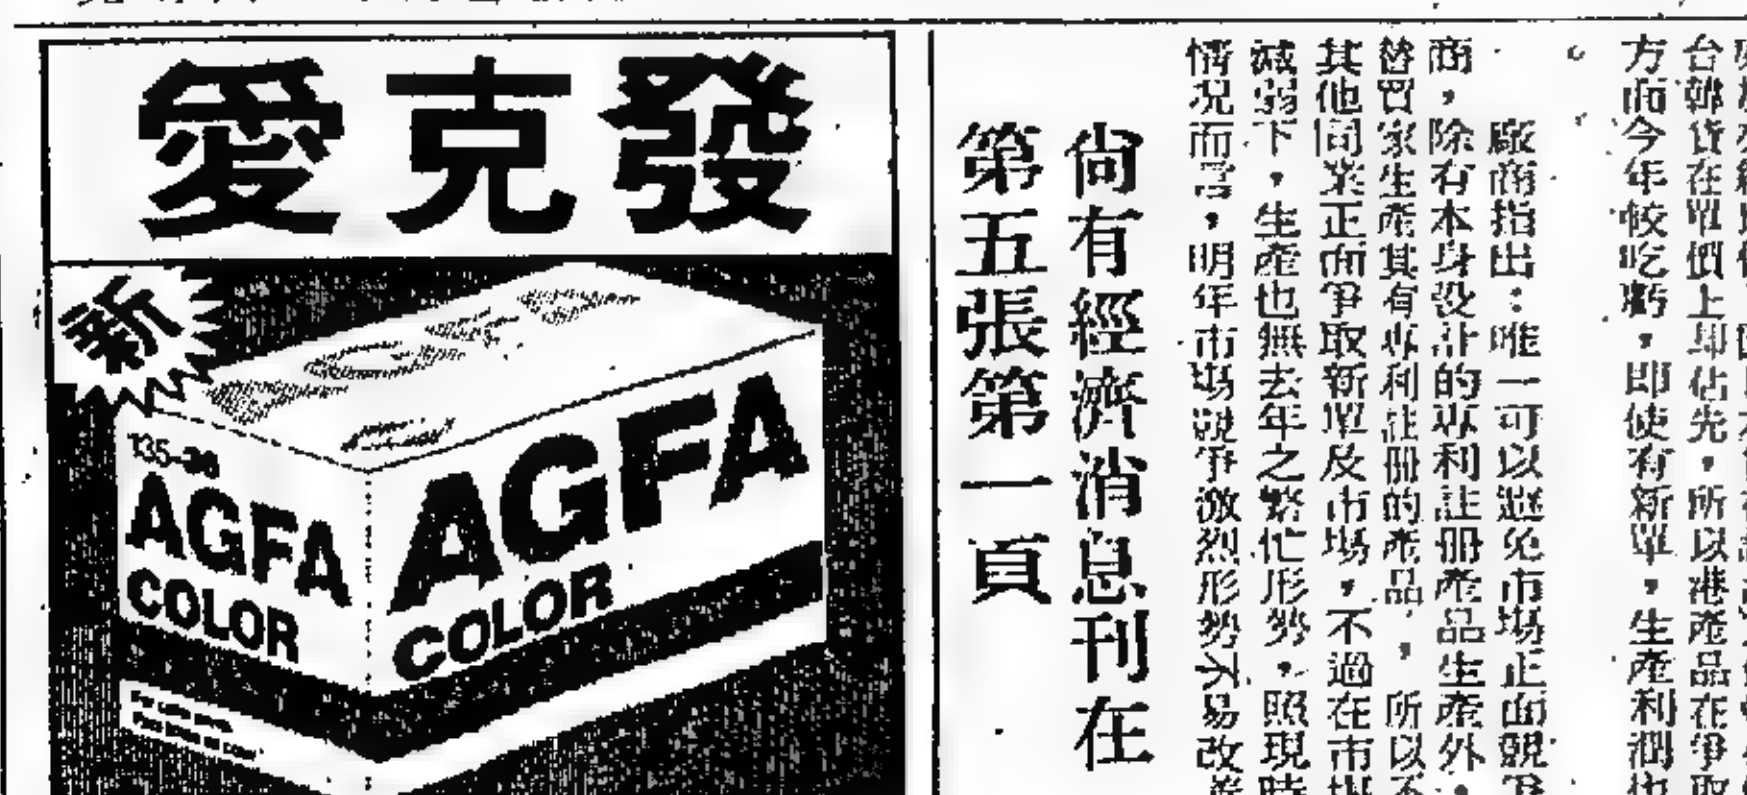 台韓貨在單價上却佔先，所以港產品在爭取
方面今年較吃虧，即使有新單，生產利潤也
。
廠商指出：唯一可以避免市場正面競爭
商，除有本身設計的專利註冊產品生產外，
替買家生產其有專利註冊的產品，所以不
其他同業正面爭取新單及市場，不過在市場
減弱下，生產也無去年之繁忙形勢，照現時
情况而言，明年市場競爭激烈形勢不易改
尚有經濟消息刊在
第五張第一頁
愛克發
新
135-36
AGFA
COLOR
AGFA
COLOR